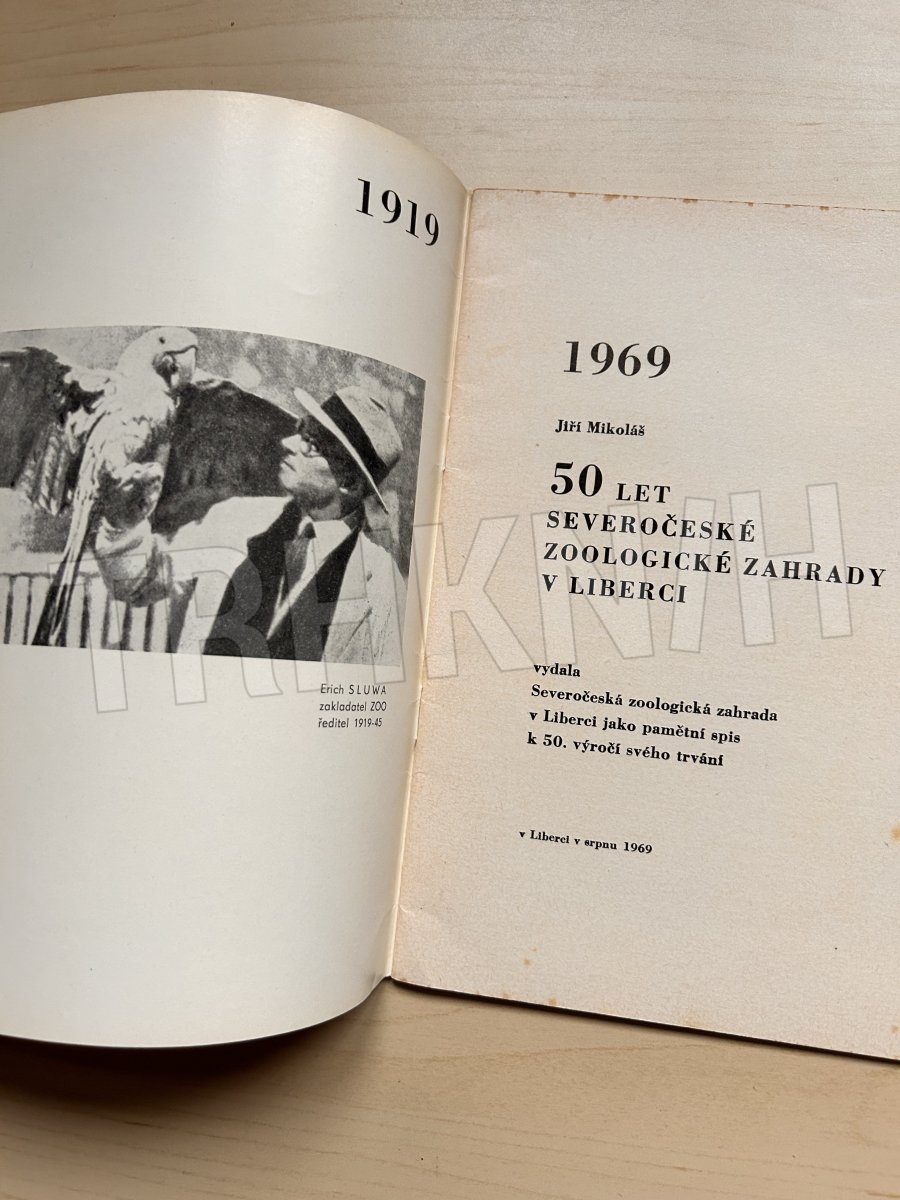 1919
Erich SLUWA
zakladatel ZOO
ředitel 1919-45
1969
Jiří Mikoláš
50 LET
SEVEROČESKÉ
ZOOLOGICKÉ ZAHRADY
V LIBERCI
vydala
Severočeská zoologická zahrada
v Liberci jako pamětní spis
k 50. výročí svého trvání
v Liberci v srpnu 1969
TRHKNIH